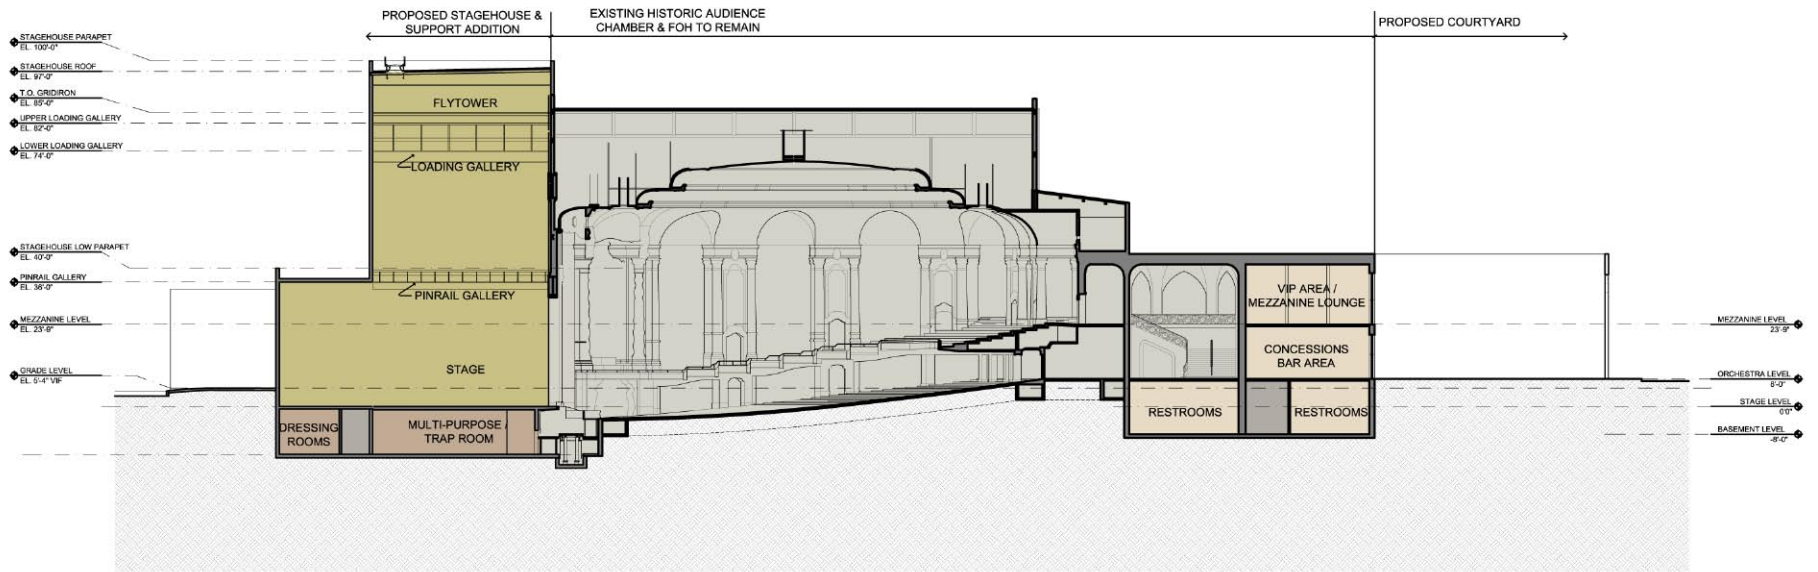 PROPOSED STAGEHOUSE &
SUPPORT ADDITION
EXISTING HISTORIC AUDIENCE
CHAMBER & FOH TO REMAIN
PROPOSED COURTYARD
STAGEHOUSE PARAPET
EL. 100'-0"
STAGEHOUSE ROOF
EL. 97'-0"
T.O. GRIDIRON
EL. 85'-0"
UPPER LOADING GALLERY
EL. 82'-0"
LOWER LOADING GALLERY
EL. 74'-0"
STAGEHOUSE LOW PARAPET
EL. 40'-0"
PINRAIL GALLERY
EL. 36'-0"
MEZZANINE LEVEL
EL. 23'-9"
GRADE LEVEL
EL. 5'-4" VIF
FLYTOWER
LOADING GALLERY
PINRAIL GALLERY
STAGE
DRESSING
ROOMS
MULTI-PURPOSE /
TRAP ROOM
VIP AREA /
MEZZANINE LOUNGE
CONCESSIONS
BAR AREA
RESTROOMS
RESTROOMS
MEZZANINE LEVEL
23'-9"
ORCHESTRA LEVEL
8'-0"
STAGE LEVEL
0'0"
BASEMENT LEVEL
-8'-0"